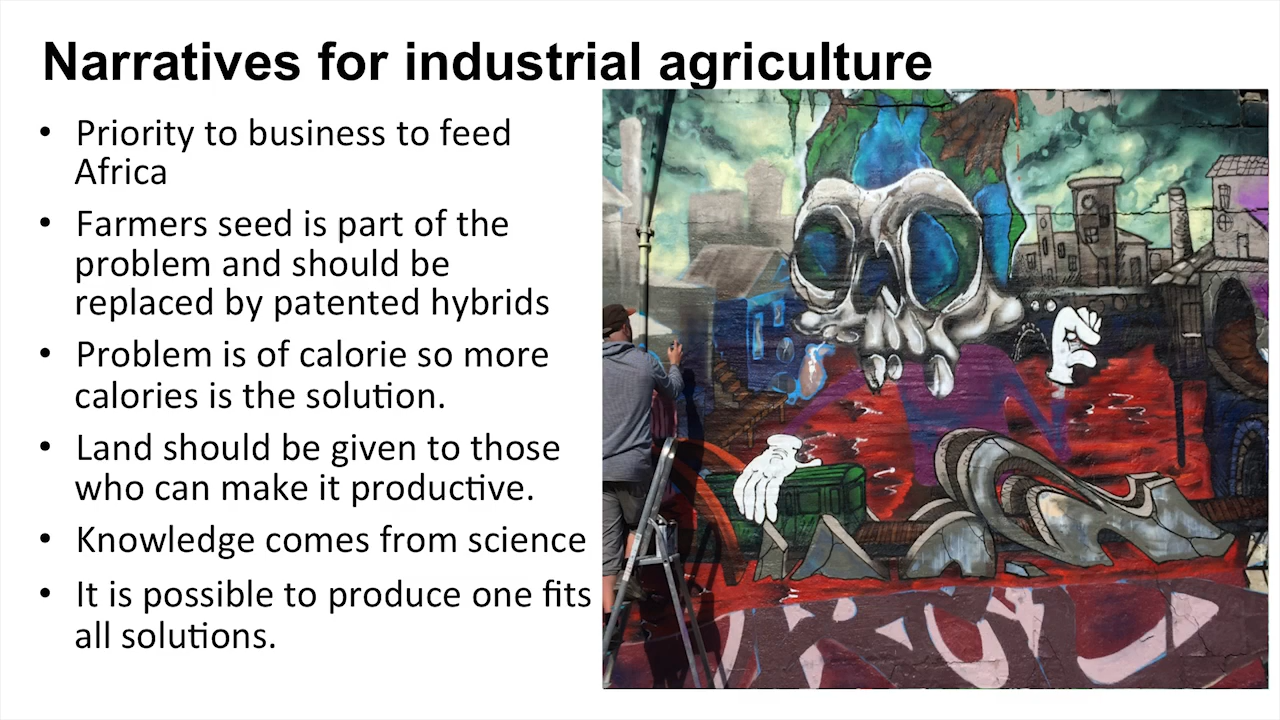 Narratives for industrial agriculture
• Priority to business to feed
Africa
• Farmers seed is part of the
problem and should be
replaced by patented hybrids
• Problem is of calorie so more
calories is the solution.
• Land should be given to those
who can make it productive.
• Knowledge comes from science
• It is possible to produce one fits
all solutions.